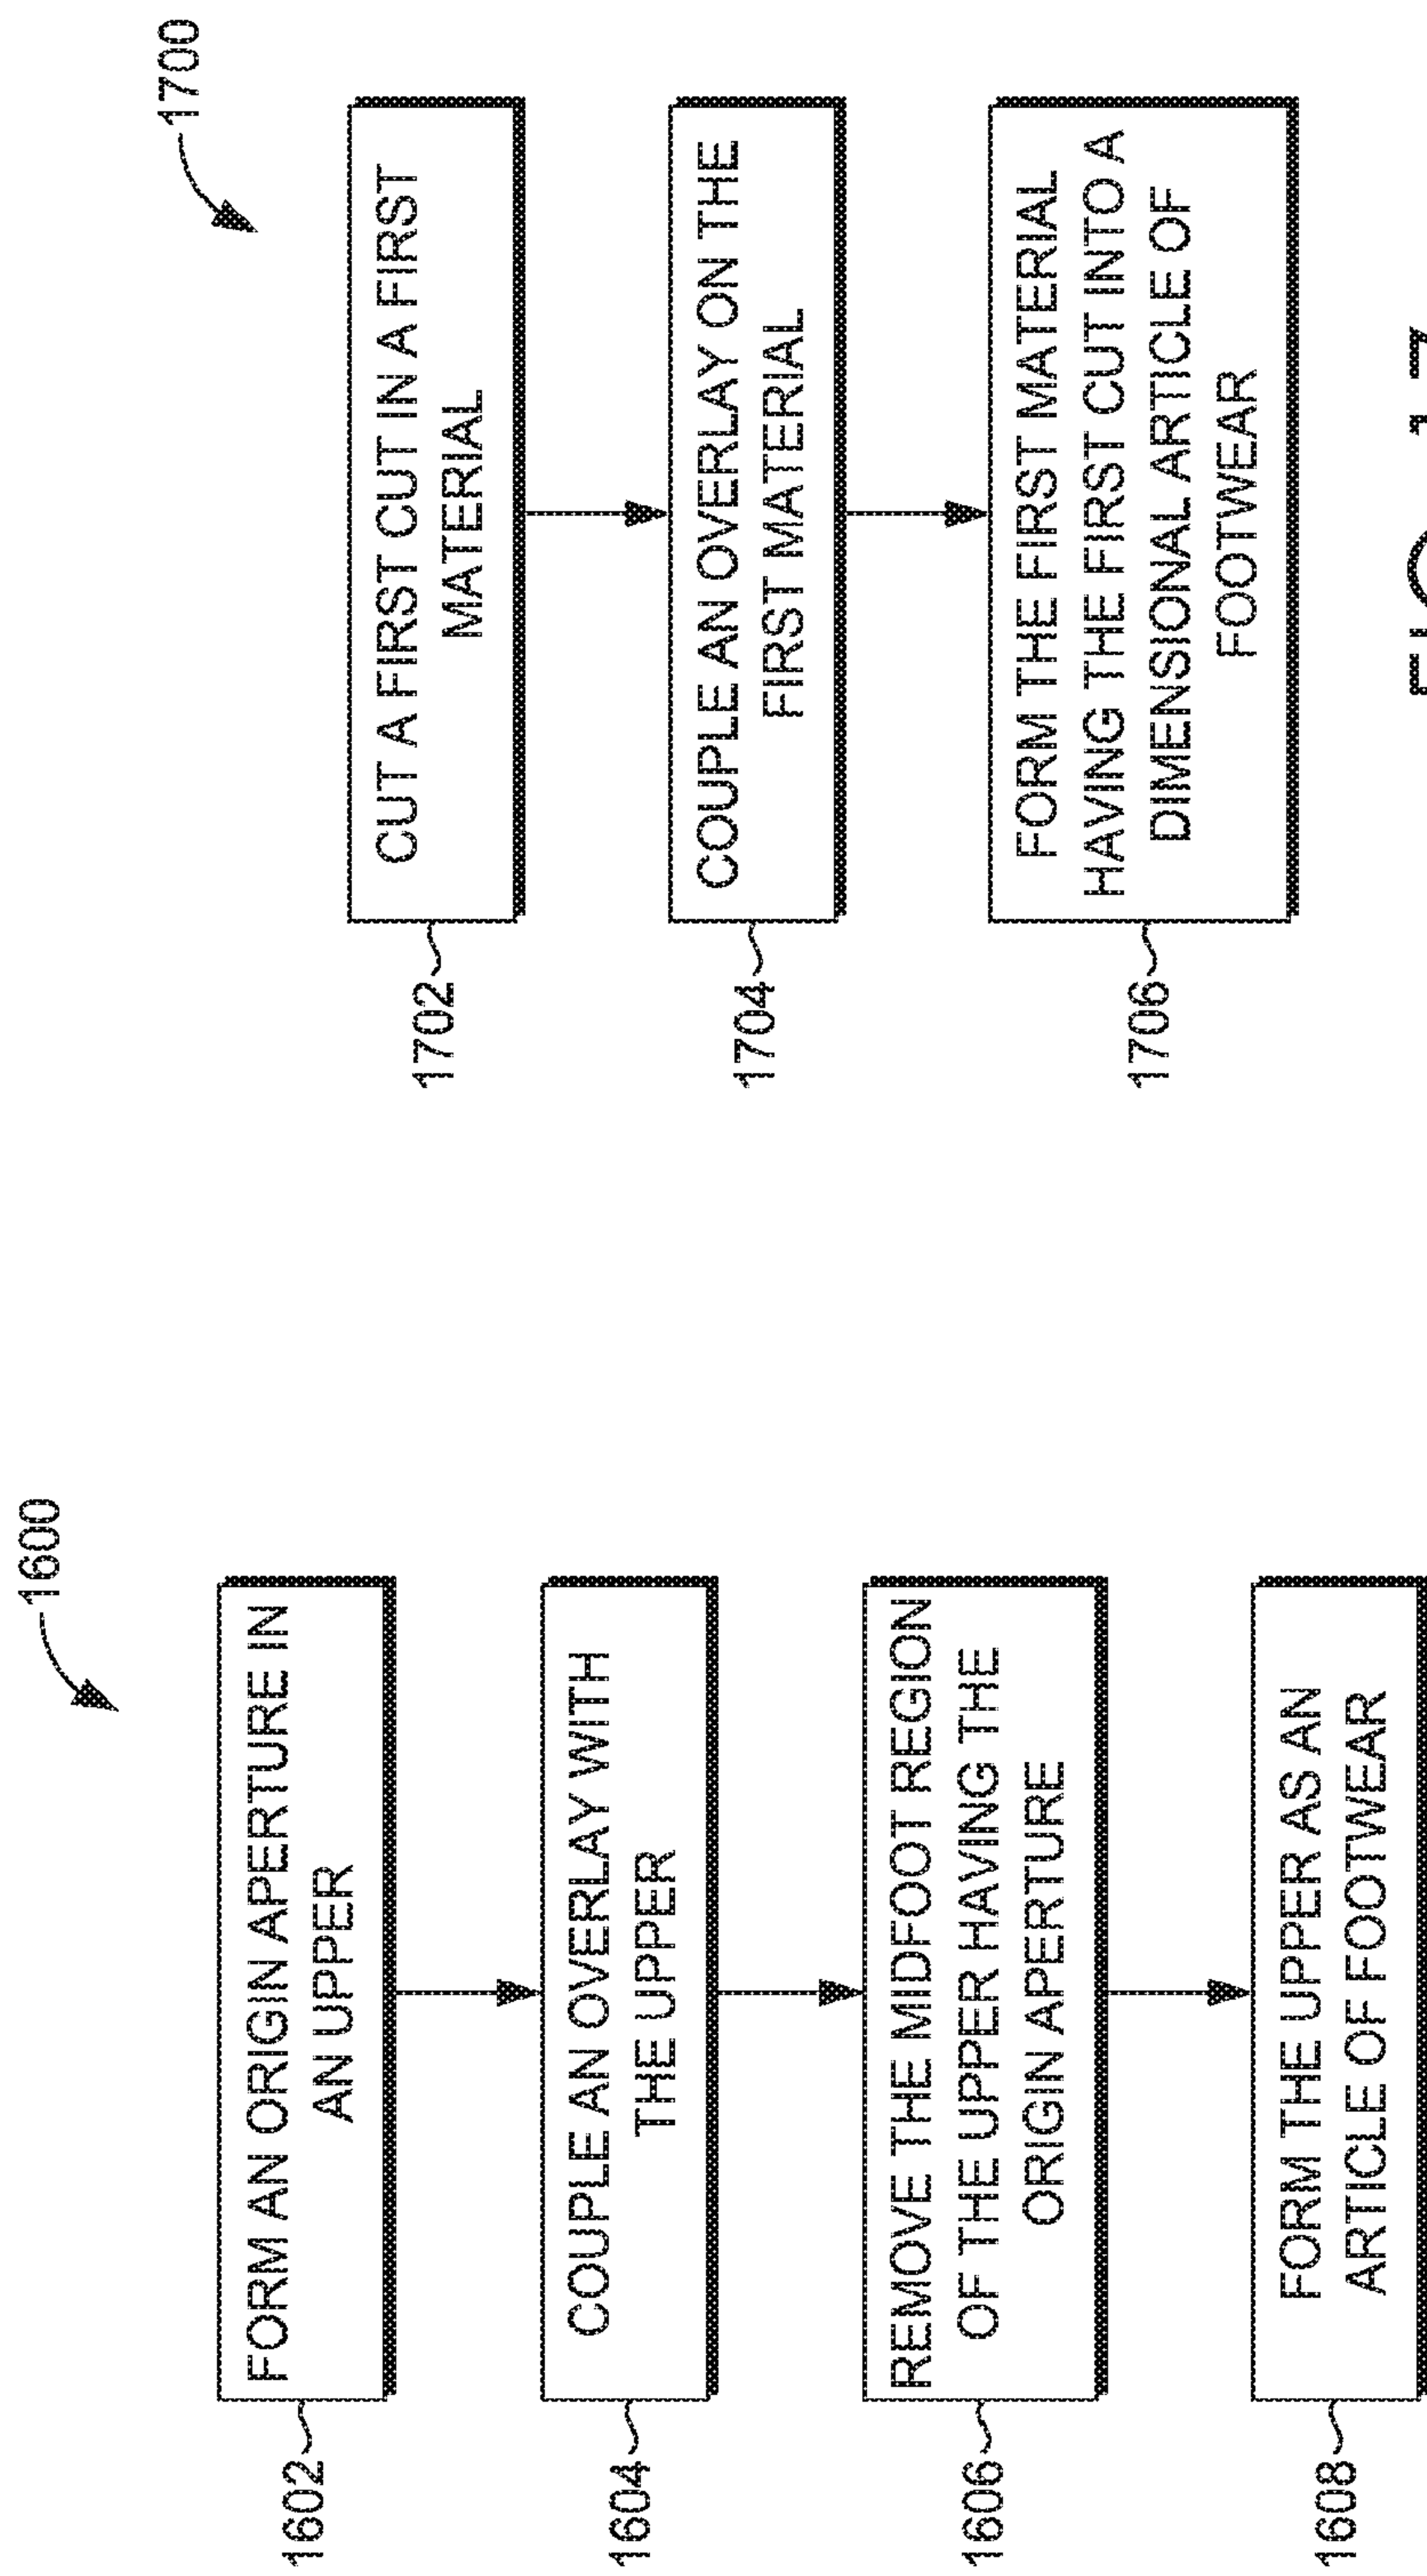 1600
1602
FORM AN ORIGIN APERTURE IN
AN UPPER
1604
COUPLE AN OVERLAY WITH
THE UPPER
1606
REMOVE THE MIDFOOT REGION
OF THE UPPER HAVING THE
ORIGIN APERTURE
1608
FORM THE UPPER AS AN
ARTICLE OF FOOTWEAR
1700
1702
CUT A FIRST CUT IN A FIRST
MATERIAL
1704
COUPLE AN OVERLAY ON THE
FIRST MATERIAL
1706
FORM THE FIRST MATERIAL
HAVING THE FIRST CUT INTO A
DIMENSIONAL ARTICLE OF
FOOTWEAR